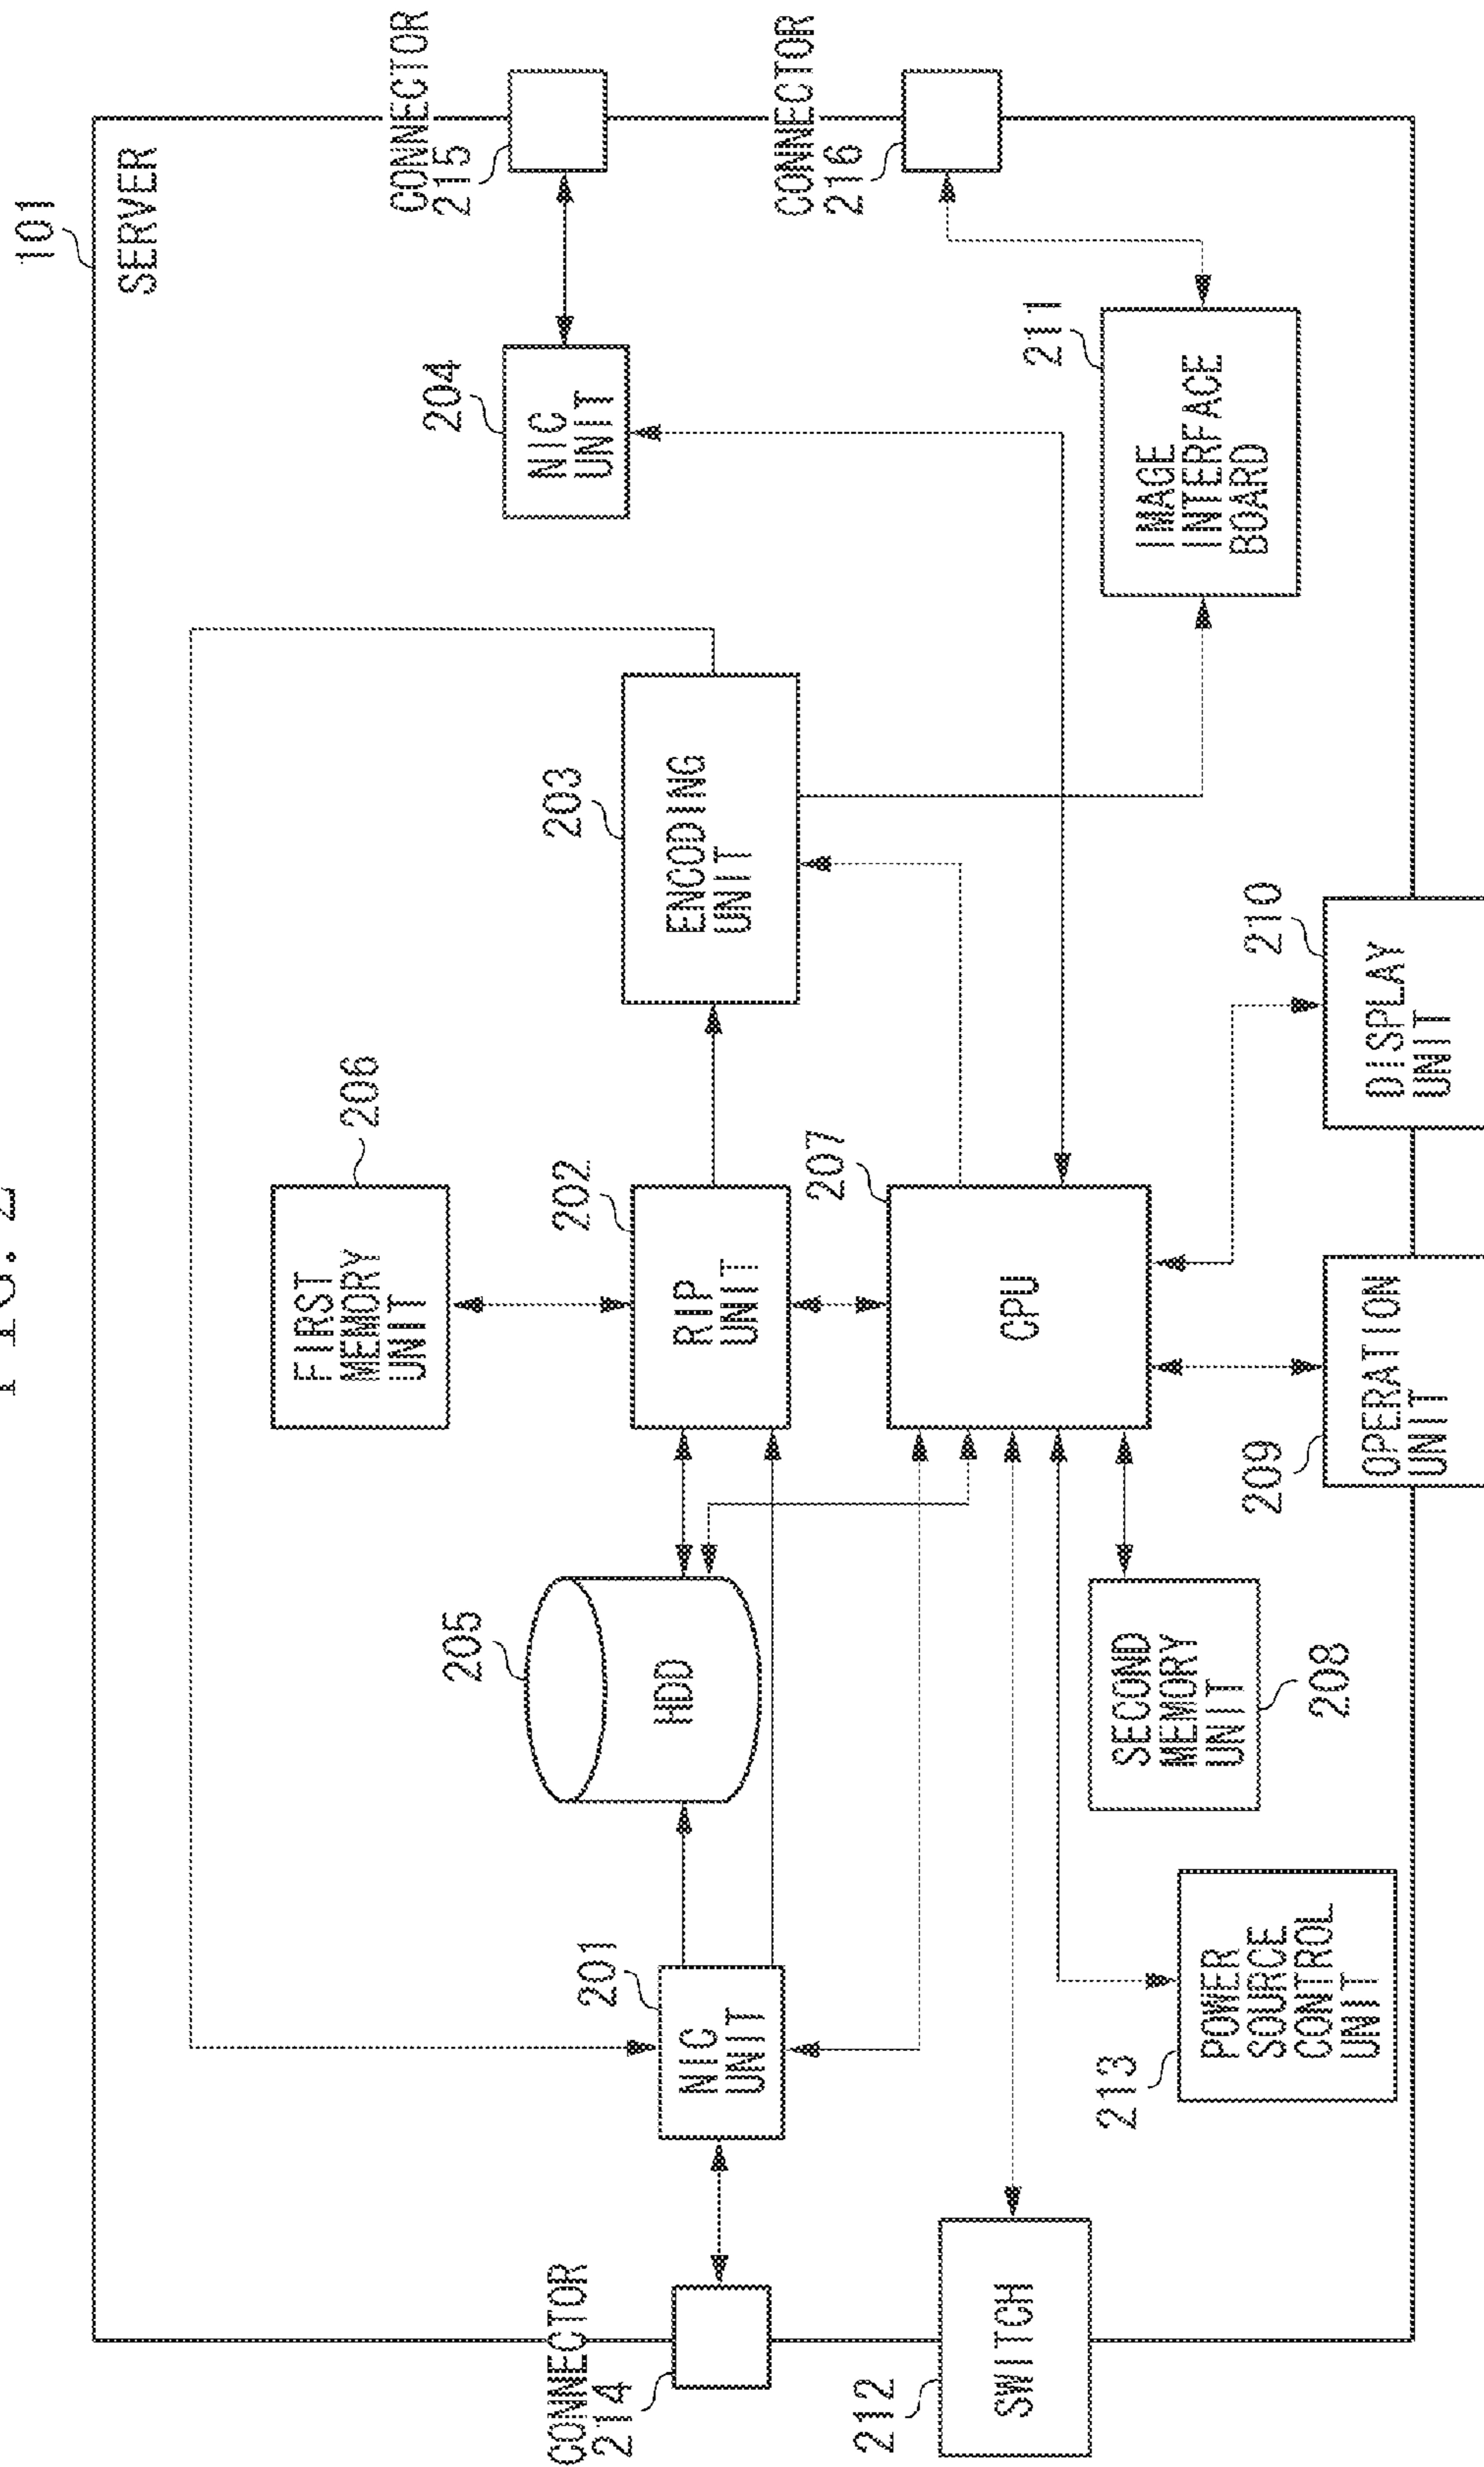 FIG. 2
101
SERVER
CONNECTOR
215
CONNECTOR
216
204
NIC
UNIT
211
IMAGE
INTERFACE
BOARD
203
ENCODING
UNIT
206
FIRST
MEMORY
UNIT
202
RIP
UNIT
207
CPU
210
DISPLAY
UNIT
209
OPERATION
UNIT
205
HDD
SECOND
MEMORY
UNIT
208
201
NIC
UNIT
213
POWER
SOURCE
CONTROL
UNIT
CONNECTOR
214
212
SWITCH